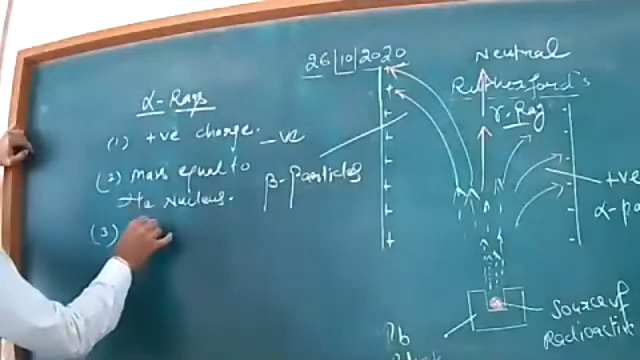 26|10|2020
α- Rays
(1) +ve charge.
(2) Mass equal to
He Nucleus.
(3)
-ve
β- particles
Neutral
Rutherford's
γ. Ray
+ve
α-pa
Source of
Radioactive
Pb